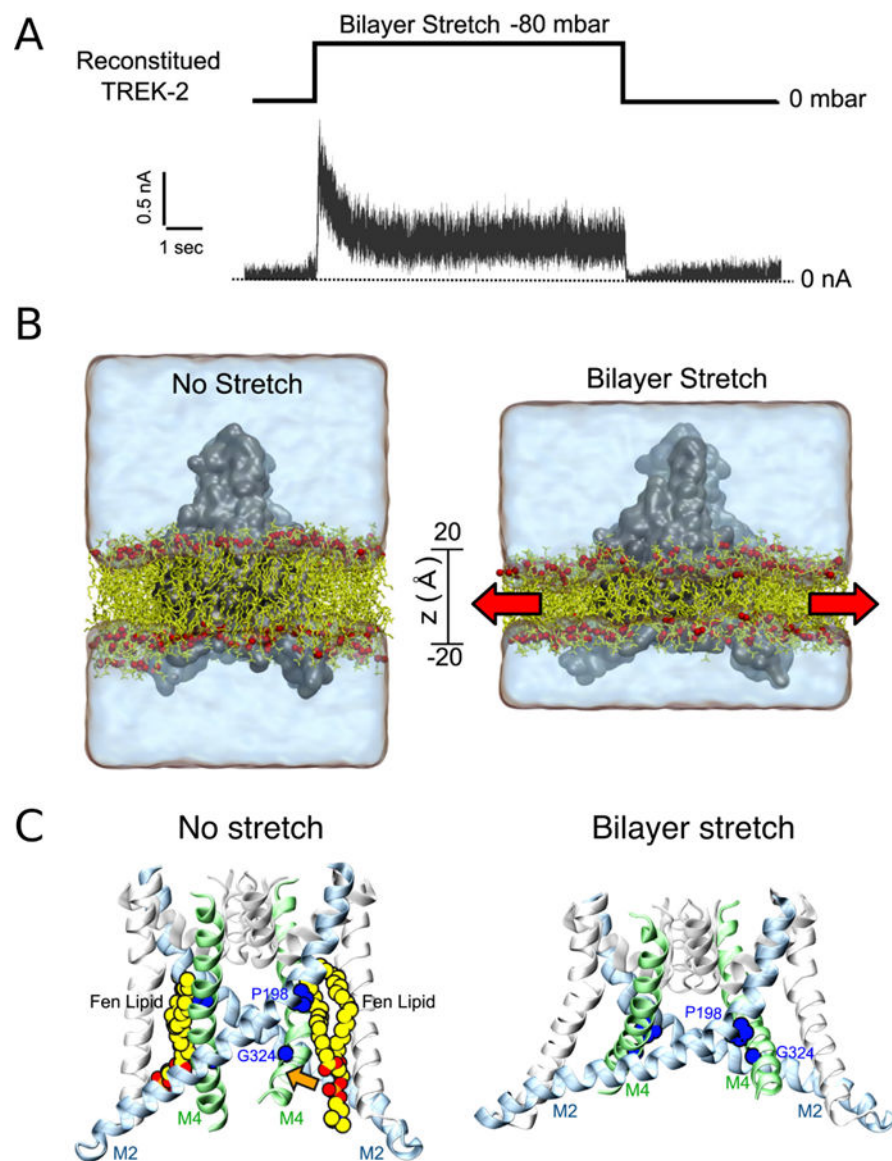 A
Bilayer Stretch -80 mbar
Reconstitued
TREK-2
0 mbar
0.5 nA
1 sec
0 nA
B
No Stretch
Bilayer Stretch
20
z (Å)
-20
C
No stretch
Bilayer stretch
Fen Lipid
P198
Fen Lipid
G324
M4
M4
M2
M2
P198
G324
M2
M4
M4
M2